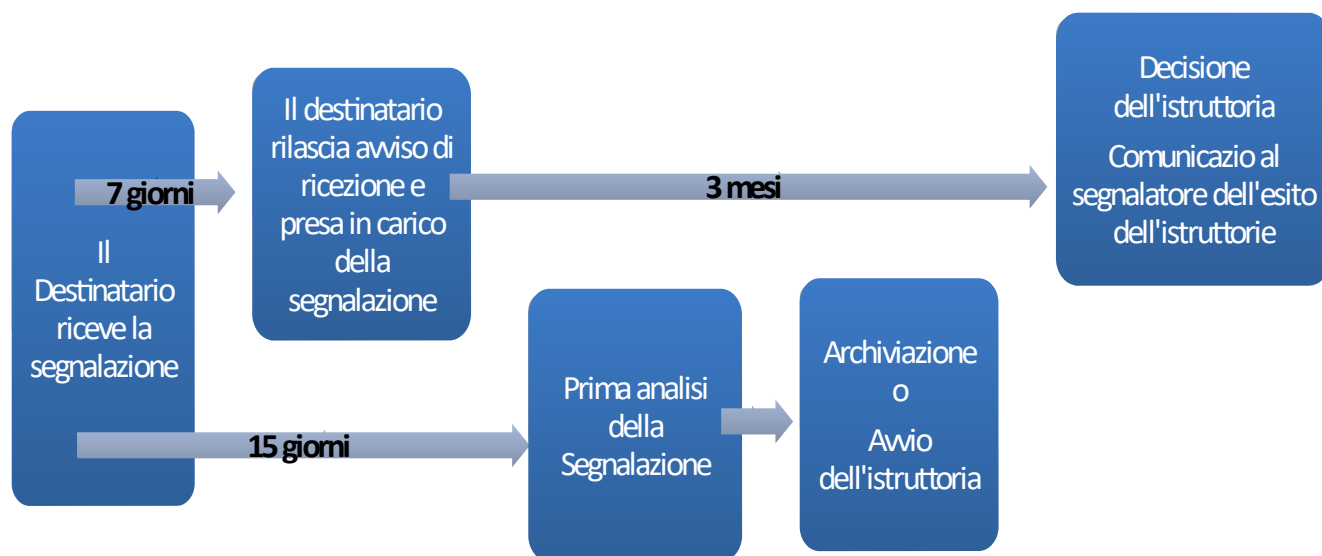 Il
Destinatario
riceve la
segnalazione
7 giorni
Il destinatario
rilascia avviso di
ricezione e
presa in carico
della
segnalazione
3 mesi
Decisione
dell'istruttoria
Comunicazio al
segnalatore dell'esito
dell'istruttorie
15 giorni
Prima analisi
della
Segnalazione
Archiviazione
o
Avvio
dell'istruttoria